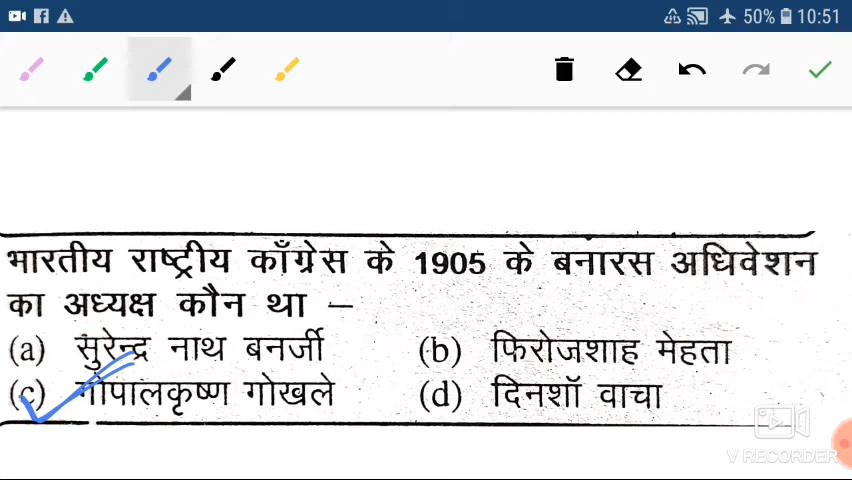 50% 10:51
भारतीय राष्ट्रीय काँग्रेस के 1905 के बनारस अधिवेशन
का अध्यक्ष कौन था –
(a) सुरेन्द्र नाथ बनर्जी (b) फिरोजशाह मेहता
(c) गोपालकृष्ण गोखले (d) दिनशॉ वाचा
V RECORDER